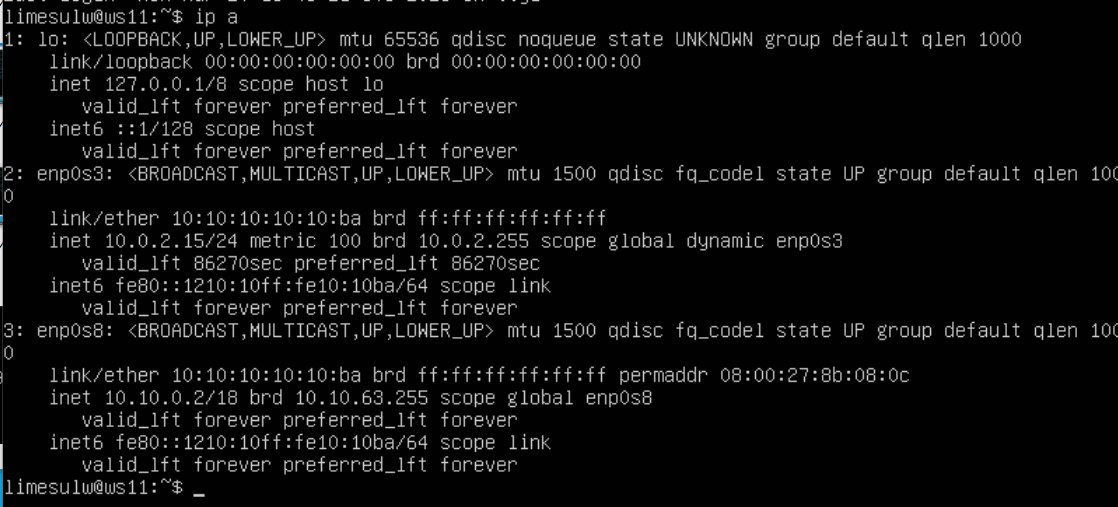 limesulw@ws11:~$ ip a
1: lo: <LOOPBACK,UP,LOWER_UP> mtu 65536 qdisc noqueue state UNKNOWN group default qlen 1000
    link/loopback 00:00:00:00:00:00 brd 00:00:00:00:00:00
    inet 127.0.0.1/8 scope host lo
       valid_lft forever preferred_lft forever
    inet6 ::1/128 scope host
       valid_lft forever preferred_lft forever
2: enp0s3: <BROADCAST,MULTICAST,UP,LOWER_UP> mtu 1500 qdisc fq_codel state UP group default qlen 100
0
    link/ether 10:10:10:10:10:ba brd ff:ff:ff:ff:ff:ff
    inet 10.0.2.15/24 metric 100 brd 10.0.2.255 scope global dynamic enp0s3
       valid_lft 86270sec preferred_lft 86270sec
    inet6 fe80::1210:10ff:fe10:10ba/64 scope link
       valid_lft forever preferred_lft forever
3: enp0s8: <BROADCAST,MULTICAST,UP,LOWER_UP> mtu 1500 qdisc fq_codel state UP group default qlen 100
0
    link/ether 10:10:10:10:10:ba brd ff:ff:ff:ff:ff:ff permaddr 08:00:27:8b:08:0c
    inet 10.10.0.2/18 brd 10.10.63.255 scope global enp0s8
       valid_lft forever preferred_lft forever
    inet6 fe80::1210:10ff:fe10:10ba/64 scope link
       valid_lft forever preferred_lft forever
limesulw@ws11:~$ _